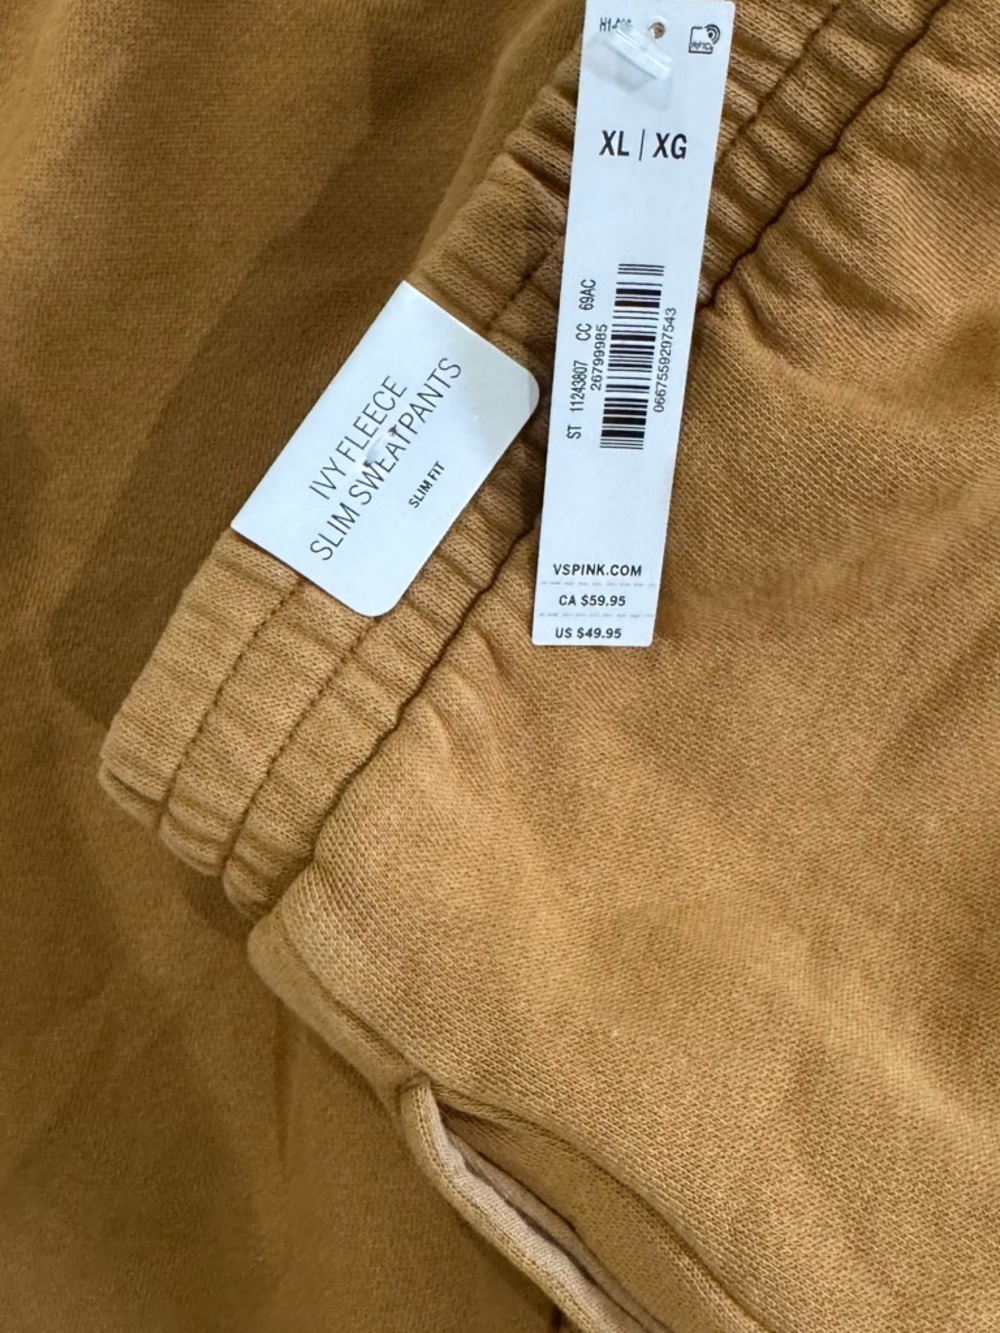 XL | XG
ST 11243807 CC 69AC
26799985
0667559297543
VSPINK.COM
CA $59.95
US $49.95
IVY FLEECE
SLIM SWEATPANTS
SLIM FIT